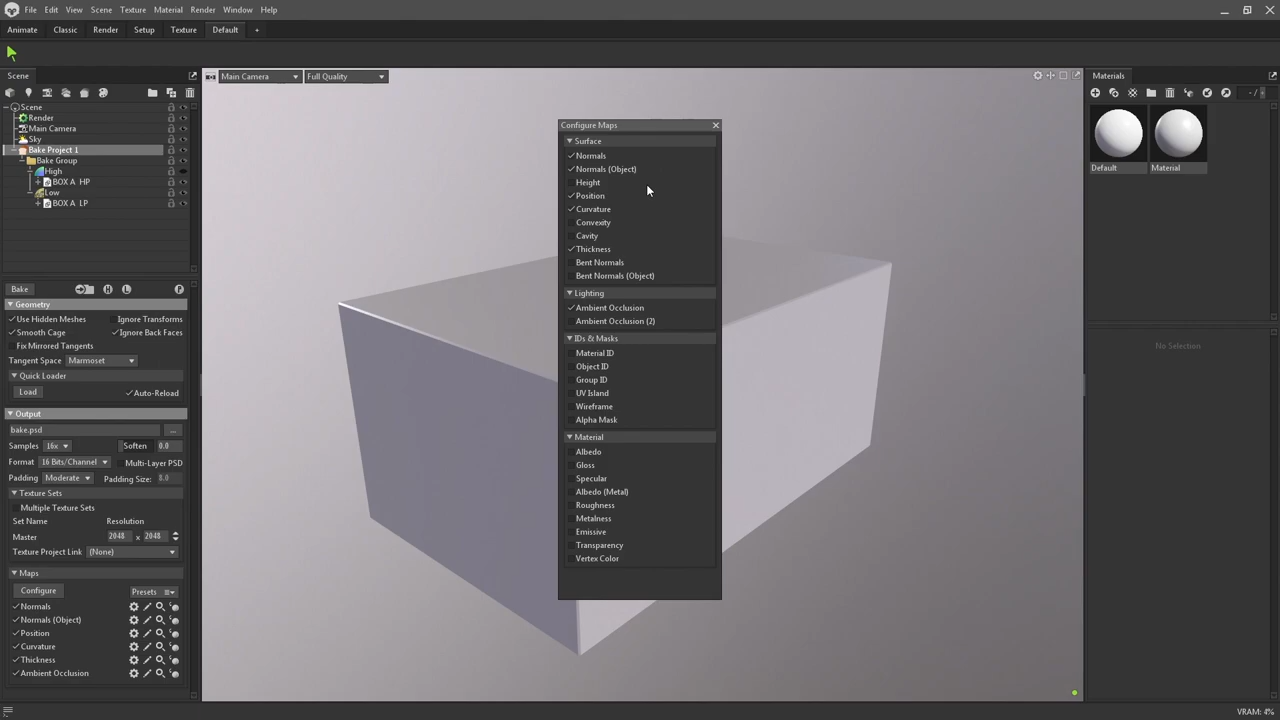 File Edit View Scene Texture Material Render Window Help
Animate Classic Render Setup Texture Default +
Scene
Scene
Render
Main Camera
Sky
Bake Project 1
Bake Group
High
BOX A HP
Low
BOX A LP
Bake
H
L
P
Geometry
Use Hidden Meshes Ignore Transforms
Smooth Cage Ignore Back Faces
Fix Mirrored Tangents
Tangent Space Marmoset
Quick Loader
Load Auto-Reload
Output
bake.psd ...
Samples 16x Soften 0.0
Format 16 Bits/Channel Multi-Layer PSD
Padding Moderate Padding Size: 8.0
Texture Sets
Multiple Texture Sets
Set Name Resolution
Master 2048 x 2048
Texture Project Link (None)
Maps
Configure Presets
Normals
Normals (Object)
Position
Curvature
Thickness
Ambient Occlusion
Main Camera Full Quality
Configure Maps
Surface
Normals
Normals (Object)
Height
Position
Curvature
Convexity
Cavity
Thickness
Bent Normals
Bent Normals (Object)
Lighting
Ambient Occlusion
Ambient Occlusion (2)
IDs & Masks
Material ID
Object ID
Group ID
UV Island
Wireframe
Alpha Mask
Material
Albedo
Gloss
Specular
Albedo (Metal)
Roughness
Metalness
Emissive
Transparency
Vertex Color
Materials
- /
Default Material
No Selection
VRAM: 4%